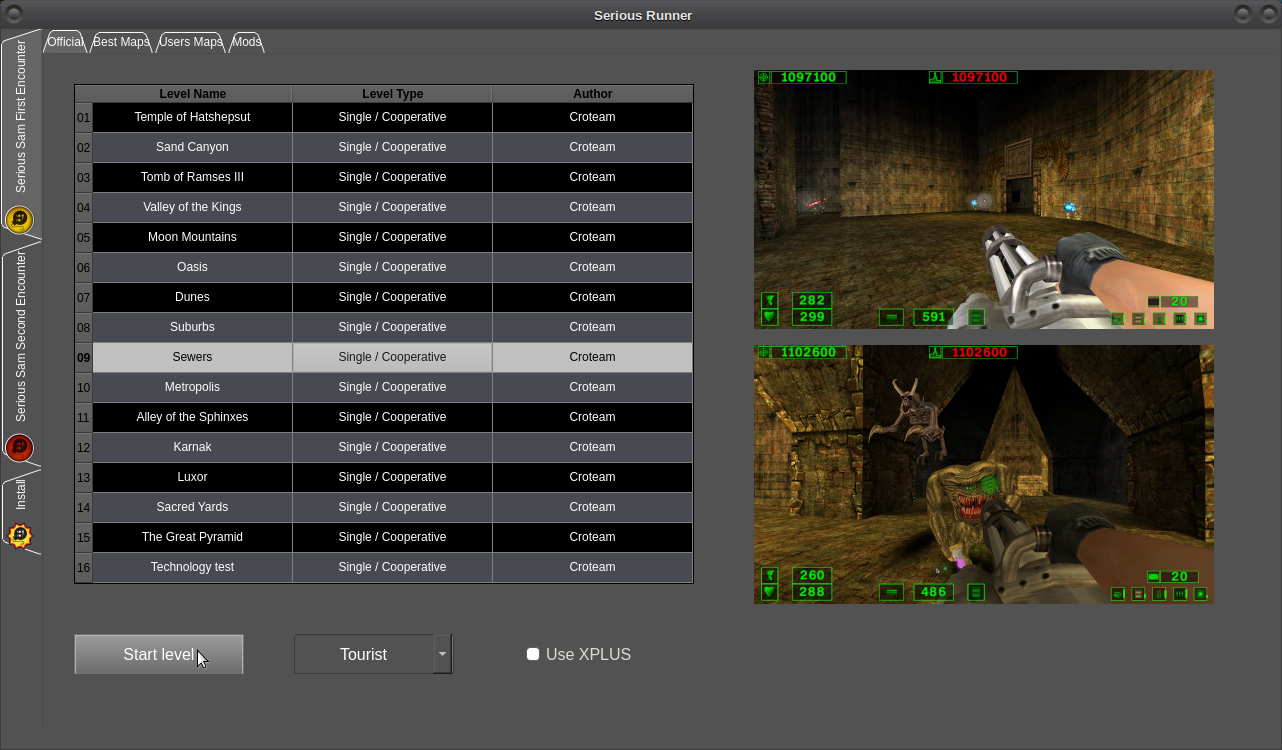 Serious Runner
Official Best Maps Users Maps Mods
Serious Sam First Encounter
Serious Sam Second Encounter
Install
Level Name Level Type Author
01 Temple of Hatshepsut Single / Cooperative Croteam
02 Sand Canyon Single / Cooperative Croteam
03 Tomb of Ramses III Single / Cooperative Croteam
04 Valley of the Kings Single / Cooperative Croteam
05 Moon Mountains Single / Cooperative Croteam
06 Oasis Single / Cooperative Croteam
07 Dunes Single / Cooperative Croteam
08 Suburbs Single / Cooperative Croteam
09 Sewers Single / Cooperative Croteam
10 Metropolis Single / Cooperative Croteam
11 Alley of the Sphinxes Single / Cooperative Croteam
12 Karnak Single / Cooperative Croteam
13 Luxor Single / Cooperative Croteam
14 Sacred Yards Single / Cooperative Croteam
15 The Great Pyramid Single / Cooperative Croteam
16 Technology test Single / Cooperative Croteam
1097100 1097100
282
299 591 20
1102600 1102600
260
288 486 20
Start level Tourist Use XPLUS